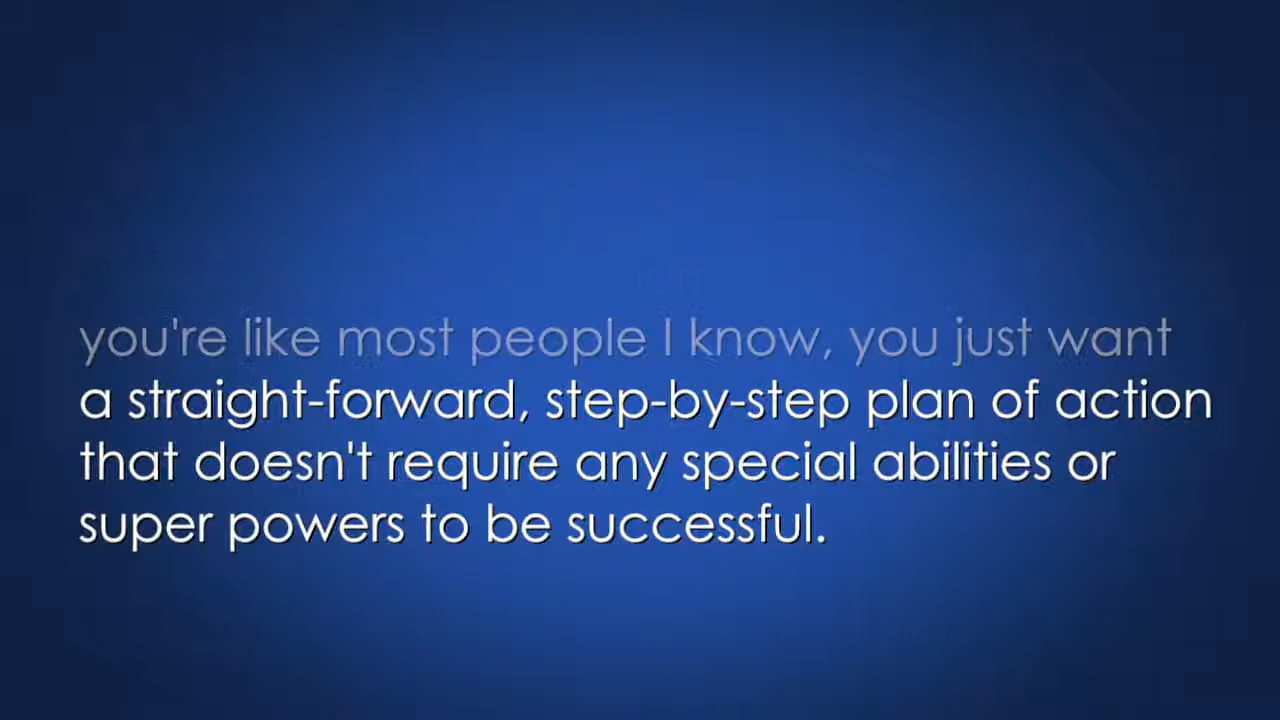 you're like most people I know, you just want
a straight-forward, step-by-step plan of action
that doesn't require any special abilities or
super powers to be successful.